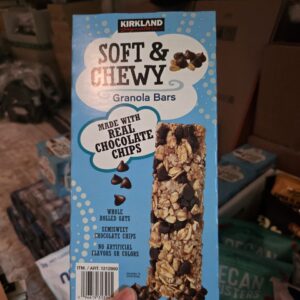 KIRKLAND
SOFT &
CHEWY
Granola Bars
MADE WITH
REAL
CHOCOLATE
CHIPS
WHOLE
ROLLED OATS
SEMISWEET
CHOCOLATE CHIPS
NO ARTIFICIAL
FLAVORS OR COLORS